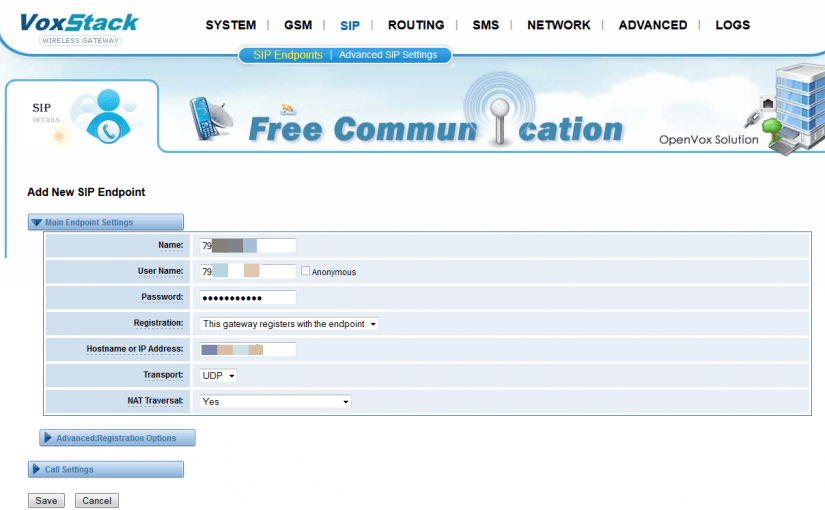 VoxStack
WIRELESS GATEWAY
SYSTEM | GSM | SIP | ROUTING | SMS | NETWORK | ADVANCED | LOGS
SIP Endpoints | Advanced SIP Settings
SIP
DETAILS
Free Communication
OpenVox Solution
Add New SIP Endpoint
Main Endpoint Settings
Name: 79
User Name: 79 Anonymous
Password: •••••••••••
Registration: This gateway registers with the endpoint
Hostname or IP Address:
Transport: UDP
NAT Traversal: Yes
Advanced:Registration Options
Call Settings
Save Cancel